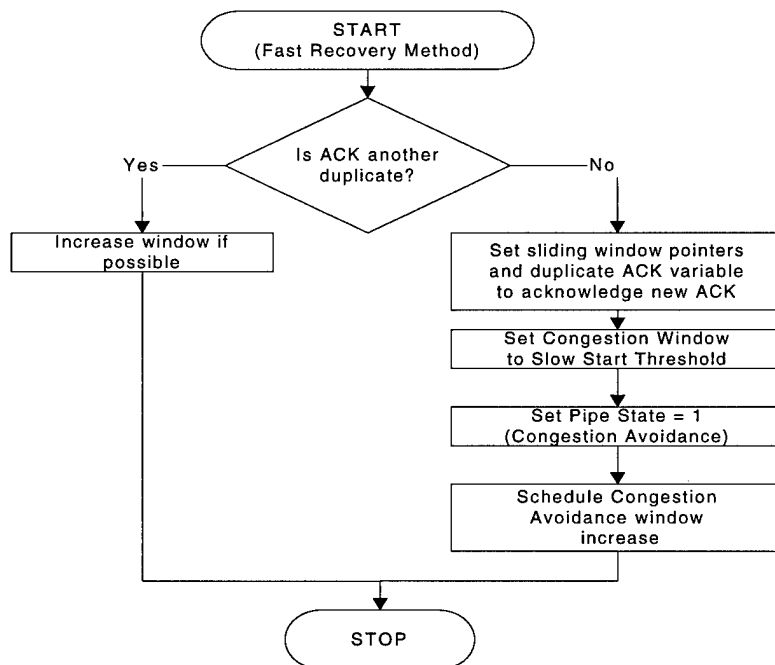 START
(Fast Recovery Method)
Is ACK another
duplicate?
Yes
No
Increase window if
possible
Set sliding window pointers
and duplicate ACK variable
to acknowledge new ACK
Set Congestion Window
to Slow Start Threshold
Set Pipe State = 1
(Congestion Avoidance)
Schedule Congestion
Avoidance window
increase
STOP